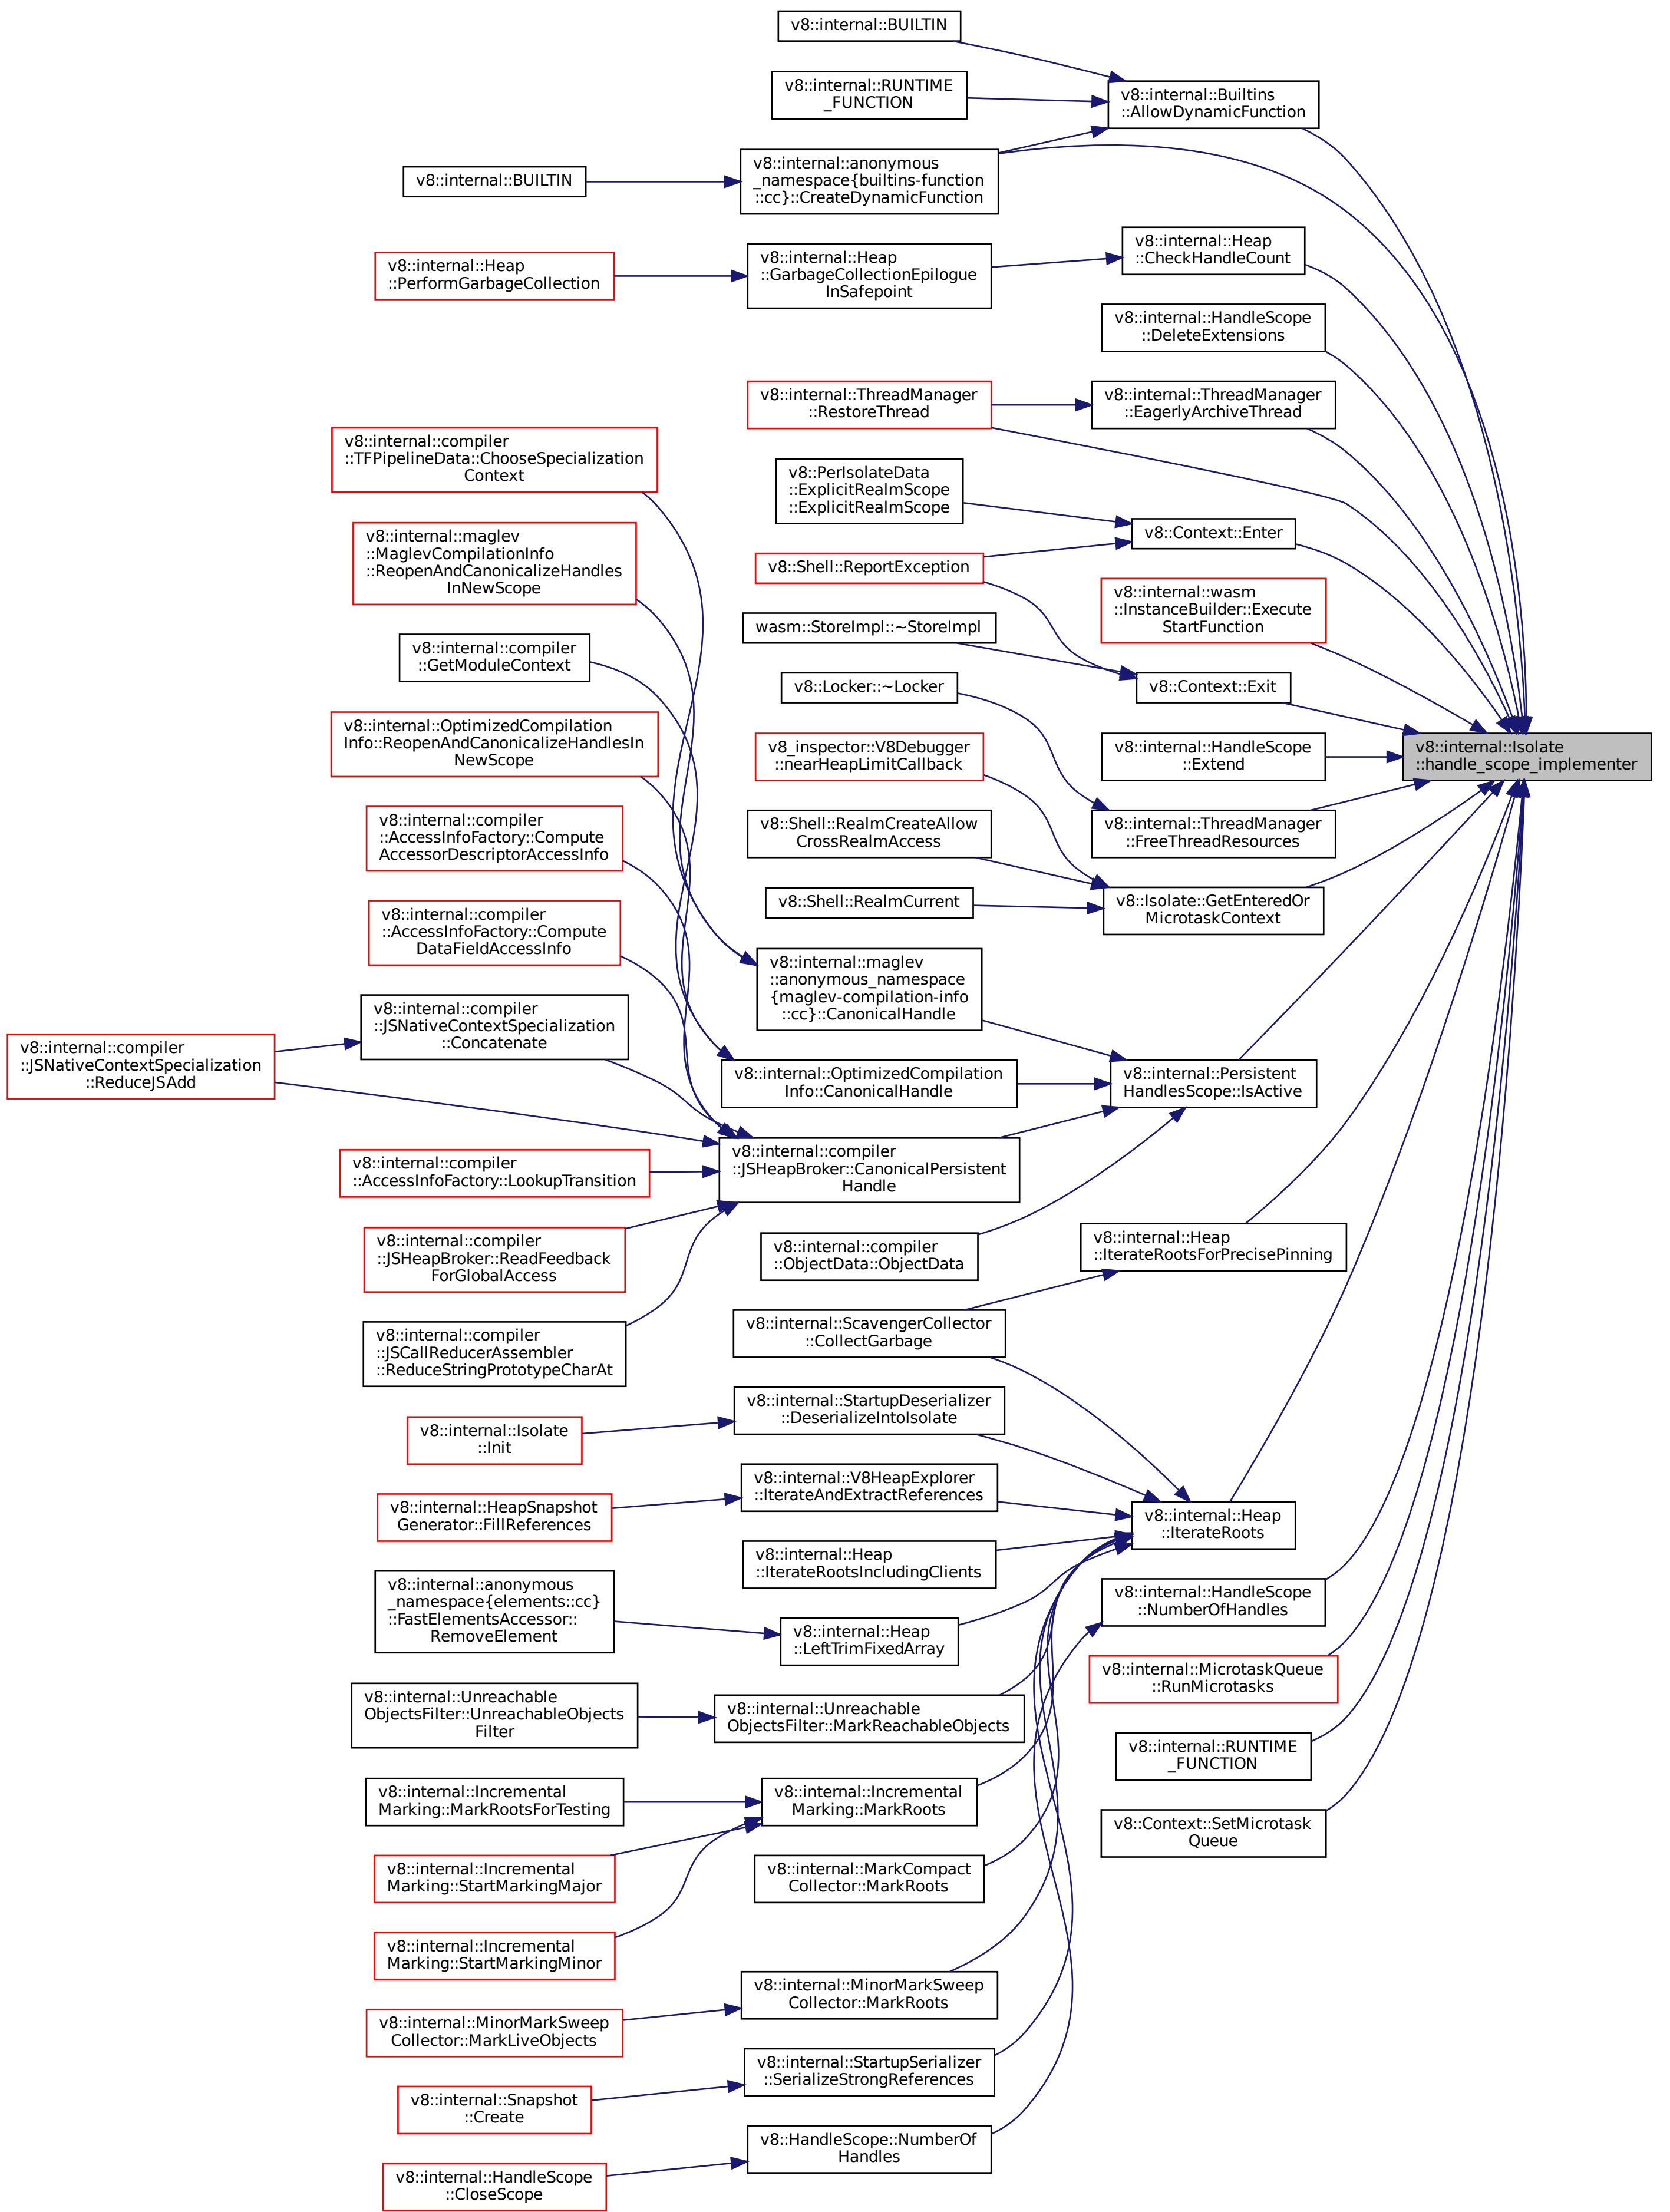 v8::internal::BUILTIN
v8::internal::RUNTIME
_FUNCTION
v8::internal::Builtins
::AllowDynamicFunction
v8::internal::anonymous
_namespace{builtins-function
::cc}::CreateDynamicFunction
v8::internal::BUILTIN
v8::internal::Heap
::CheckHandleCount
v8::internal::Heap
::GarbageCollectionEpilogue
InSafepoint
v8::internal::Heap
::PerformGarbageCollection
v8::internal::HandleScope
::DeleteExtensions
v8::internal::ThreadManager
::RestoreThread
v8::internal::ThreadManager
::EagerlyArchiveThread
v8::internal::compiler
::TFPipelineData::ChooseSpecialization
Context
v8::PerIsolateData
::ExplicitRealmScope
::ExplicitRealmScope
v8::Context::Enter
v8::internal::maglev
::MaglevCompilationInfo
::ReopenAndCanonicalizeHandles
InNewScope
v8::Shell::ReportException
v8::internal::wasm
::InstanceBuilder::Execute
StartFunction
wasm::StoreImpl::~StoreImpl
v8::internal::compiler
::GetModuleContext
v8::Locker::~Locker
v8::Context::Exit
v8::internal::OptimizedCompilation
Info::ReopenAndCanonicalizeHandlesIn
NewScope
v8_inspector::V8Debugger
::nearHeapLimitCallback
v8::internal::HandleScope
::Extend
v8::internal::Isolate
::handle_scope_implementer
v8::internal::compiler
::AccessInfoFactory::Compute
AccessorDescriptorAccessInfo
v8::Shell::RealmCreateAllow
CrossRealmAccess
v8::internal::ThreadManager
::FreeThreadResources
v8::Shell::RealmCurrent
v8::Isolate::GetEnteredOr
MicrotaskContext
v8::internal::compiler
::AccessInfoFactory::Compute
DataFieldAccessInfo
v8::internal::maglev
::anonymous_namespace
{maglev-compilation-info
::cc}::CanonicalHandle
v8::internal::compiler
::JSNativeContextSpecialization
::Concatenate
v8::internal::compiler
::JSNativeContextSpecialization
::ReduceJSAdd
v8::internal::OptimizedCompilation
Info::CanonicalHandle
v8::internal::Persistent
HandlesScope::IsActive
v8::internal::compiler
::AccessInfoFactory::LookupTransition
v8::internal::compiler
::JSHeapBroker::CanonicalPersistent
Handle
v8::internal::compiler
::JSHeapBroker::ReadFeedback
ForGlobalAccess
v8::internal::compiler
::ObjectData::ObjectData
v8::internal::Heap
::IterateRootsForPrecisePinning
v8::internal::compiler
::JSCallReducerAssembler
::ReduceStringPrototypeCharAt
v8::internal::ScavengerCollector
::CollectGarbage
v8::internal::Isolate
::Init
v8::internal::StartupDeserializer
::DeserializeIntoIsolate
v8::internal::HeapSnapshot
Generator::FillReferences
v8::internal::V8HeapExplorer
::IterateAndExtractReferences
v8::internal::Heap
::IterateRoots
v8::internal::Heap
::IterateRootsIncludingClients
v8::internal::anonymous
_namespace{elements::cc}
::FastElementsAccessor::
RemoveElement
v8::internal::Heap
::LeftTrimFixedArray
v8::internal::HandleScope
::NumberOfHandles
v8::internal::MicrotaskQueue
::RunMicrotasks
v8::internal::Unreachable
ObjectsFilter::UnreachableObjects
Filter
v8::internal::Unreachable
ObjectsFilter::MarkReachableObjects
v8::internal::RUNTIME
_FUNCTION
v8::internal::Incremental
Marking::MarkRootsForTesting
v8::internal::Incremental
Marking::MarkRoots
v8::Context::SetMicrotask
Queue
v8::internal::Incremental
Marking::StartMarkingMajor
v8::internal::MarkCompact
Collector::MarkRoots
v8::internal::Incremental
Marking::StartMarkingMinor
v8::internal::MinorMarkSweep
Collector::MarkRoots
v8::internal::MinorMarkSweep
Collector::MarkLiveObjects
v8::internal::StartupSerializer
::SerializeStrongReferences
v8::internal::Snapshot
::Create
v8::HandleScope::NumberOf
Handles
v8::internal::HandleScope
::CloseScope